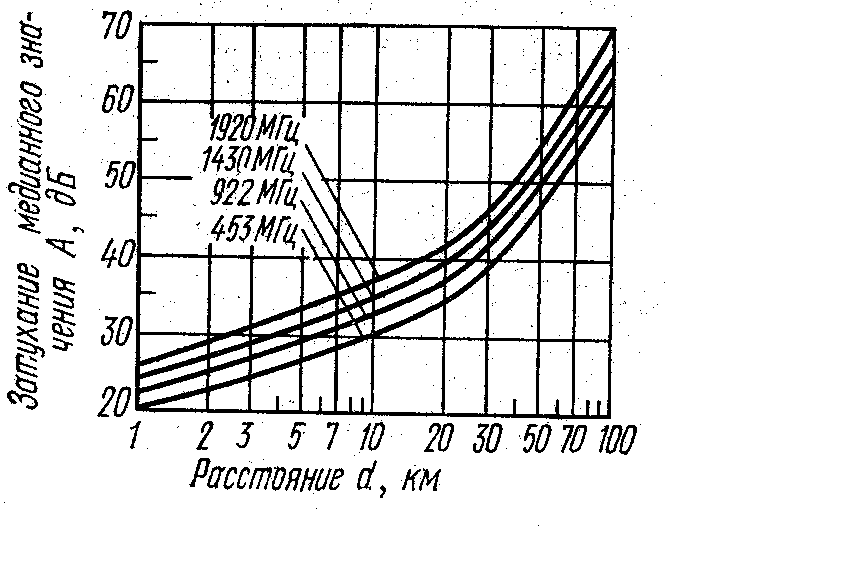 Затухание медианного зна-
чения А, дБ
70
60
50
40
30
20
1920 МГц
1430 МГц
922 МГц
453 МГц
1 2 3 5 7 10 20 30 50 70 100
Расстояние d, км